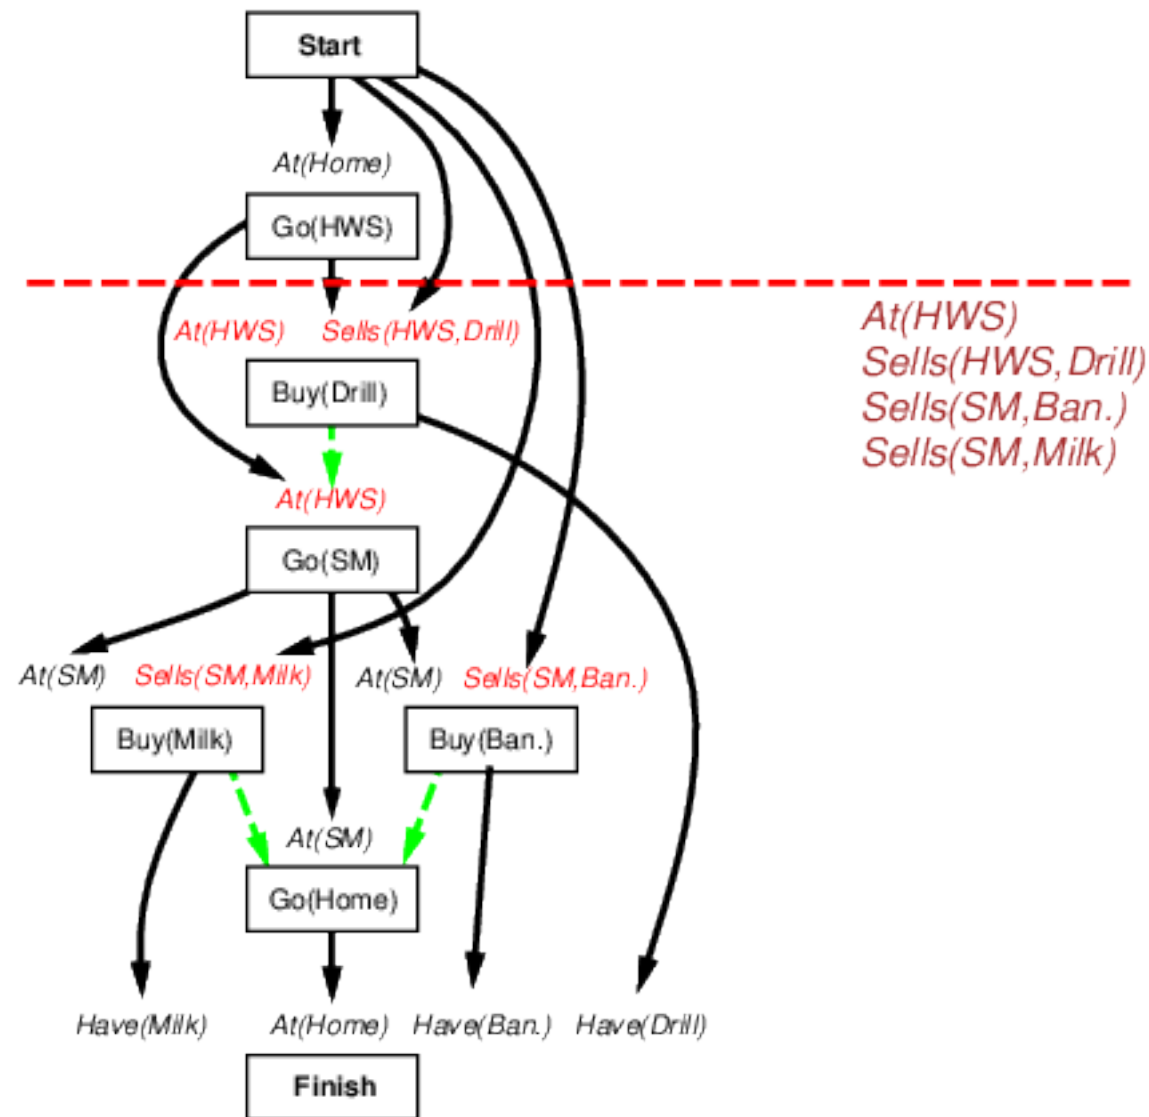 Start
At(Home)
Go(HWS)
At(HWS) Sells(HWS,Drill)
At(HWS)
Sells(HWS,Drill)
Sells(SM,Ban.)
Sells(SM,Milk)
Buy(Drill)
At(HWS)
Go(SM)
At(SM) Sells(SM,Milk) At(SM) Sells(SM,Ban.)
Buy(Milk) Buy(Ban.)
At(SM)
Go(Home)
Have(Milk) At(Home) Have(Ban.) Have(Drill)
Finish